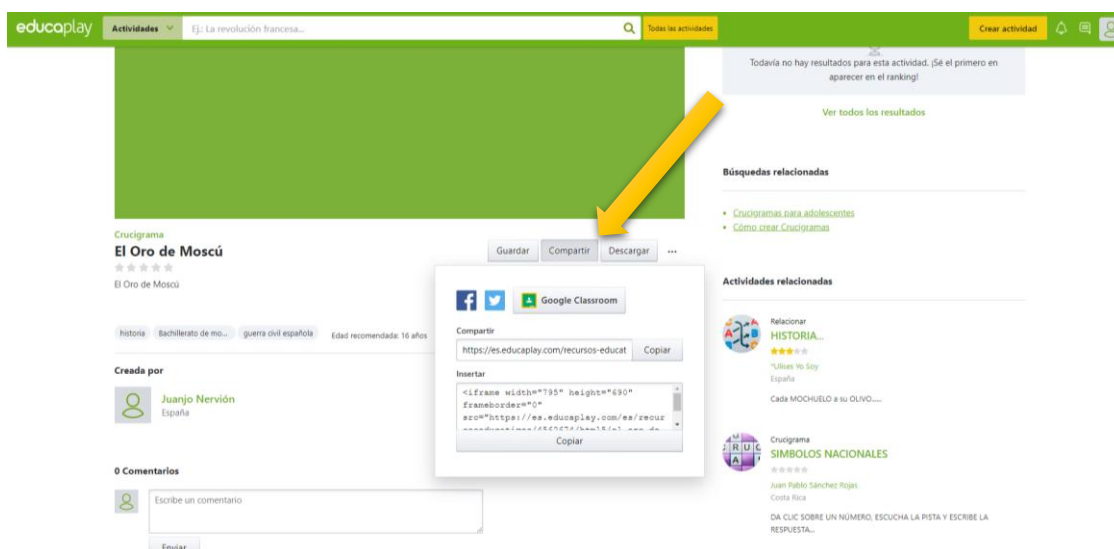 educaplay
Actividades
Ej.: La revolución francesa...
Todas las actividades
Crear actividad
Todavía no hay resultados para esta actividad. ¡Sé el primero en
aparecer en el ranking!
Ver todos los resultados
Búsquedas relacionadas
Crucigramas para adolescentes
Cómo crear Crucigramas
Crucigrama
El Oro de Moscú
El Oro de Moscú
Guardar
Compartir
Descargar
...
historia
Bachillerato de mo...
guerra civil española
Edad recomendada: 16 años
Google Classroom
Compartir
https://es.educaplay.com/recursos-educat
Copiar
Insertar
<iframe width="795" height="690"
frameborder="0"
src="https://es.educaplay.com/es/recur
Copiar
Creada por
Juanjo Nervión
España
0 Comentarios
Escribe un comentario
Enviar
Actividades relacionadas
Relacionar
HISTORIA...
*Ulises Yo Soy
España
Cada MOCHUELO a su OLIVO.....
Crucigrama
SIMBOLOS NACIONALES
Juan Pablo Sánchez Rojas
Costa Rica
DA CLIC SOBRE UN NÚMERO, ESCUCHA LA PISTA Y ESCRIBE LA
RESPUESTA...